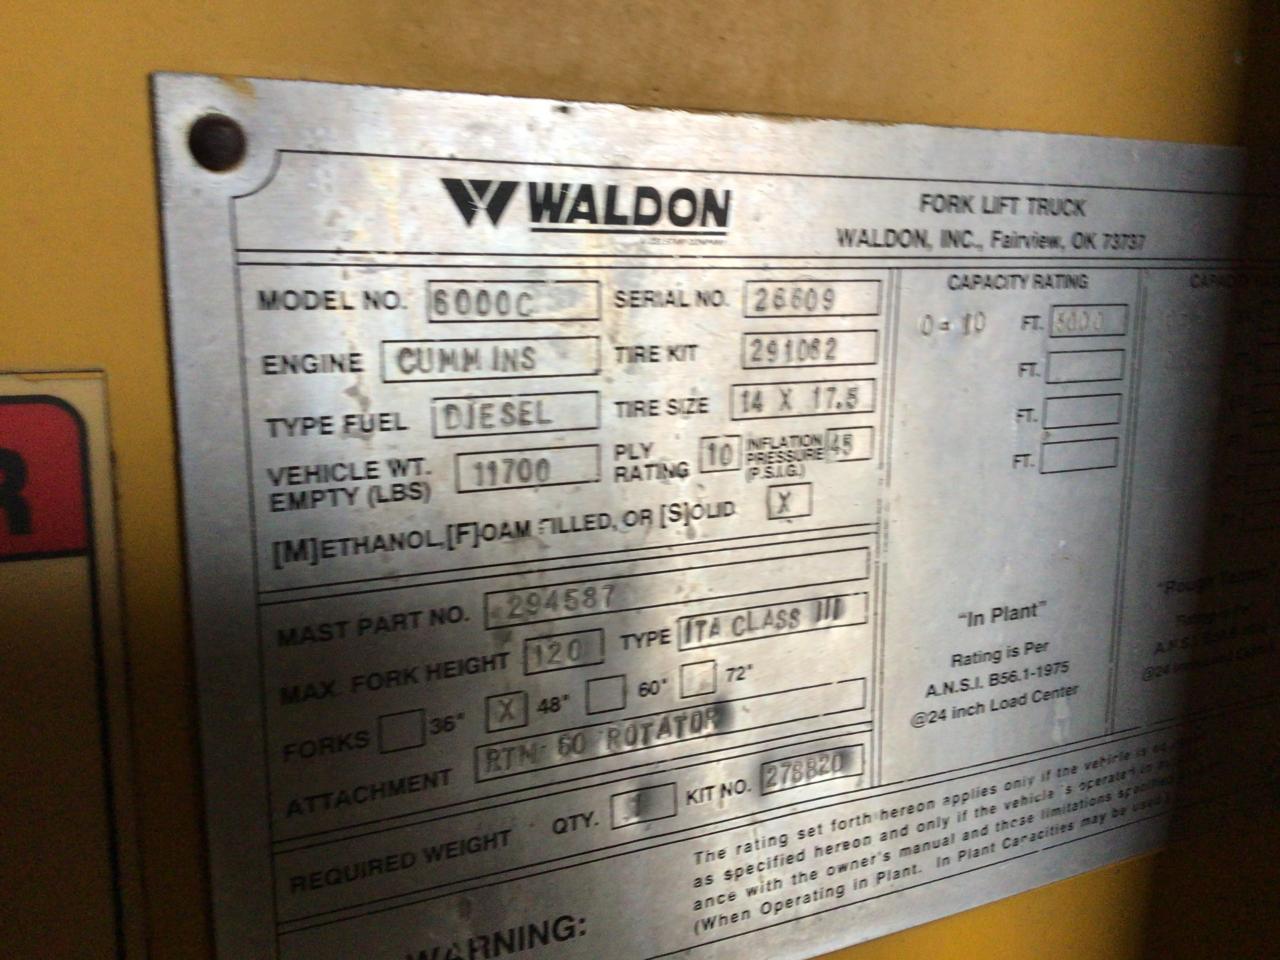 WALDON
FORK LIFT TRUCK
WALDON, INC., Fairview, OK 73737
MODEL NO. 6000C SERIAL NO. 26609
ENGINE CUMMINS TIRE KIT 291062
TYPE FUEL DIESEL TIRE SIZE 14 X 17.5
VEHICLE WT. EMPTY (LBS) 11700 PLY RATING 10 INFLATION PRESSURE (P.S.I.G.) 45
[M]ETHANOL,[F]OAM FILLED, OR [S]OLID X
MAST PART NO. 294587
MAX. FORK HEIGHT 120 TYPE ITA CLASS III
FORKS 36" X 48" 60" 72"
ATTACHMENT RTN 60 ROTATOR
REQUIRED WEIGHT QTY. KIT NO. 278820
CAPACITY RATING
0 - 10 FT.
FT.
FT.
FT.
"In Plant"
Rating is Per
A.N.S.I. B56.1-1975
@24 inch Load Center
WARNING:
The rating set forth hereon applies only if the vehicle is
as specified hereon and only if the vehicle's operated in
ance with the owner's manual and those limitations
(When Operating in Plant. In Plant Capacities may be used
R